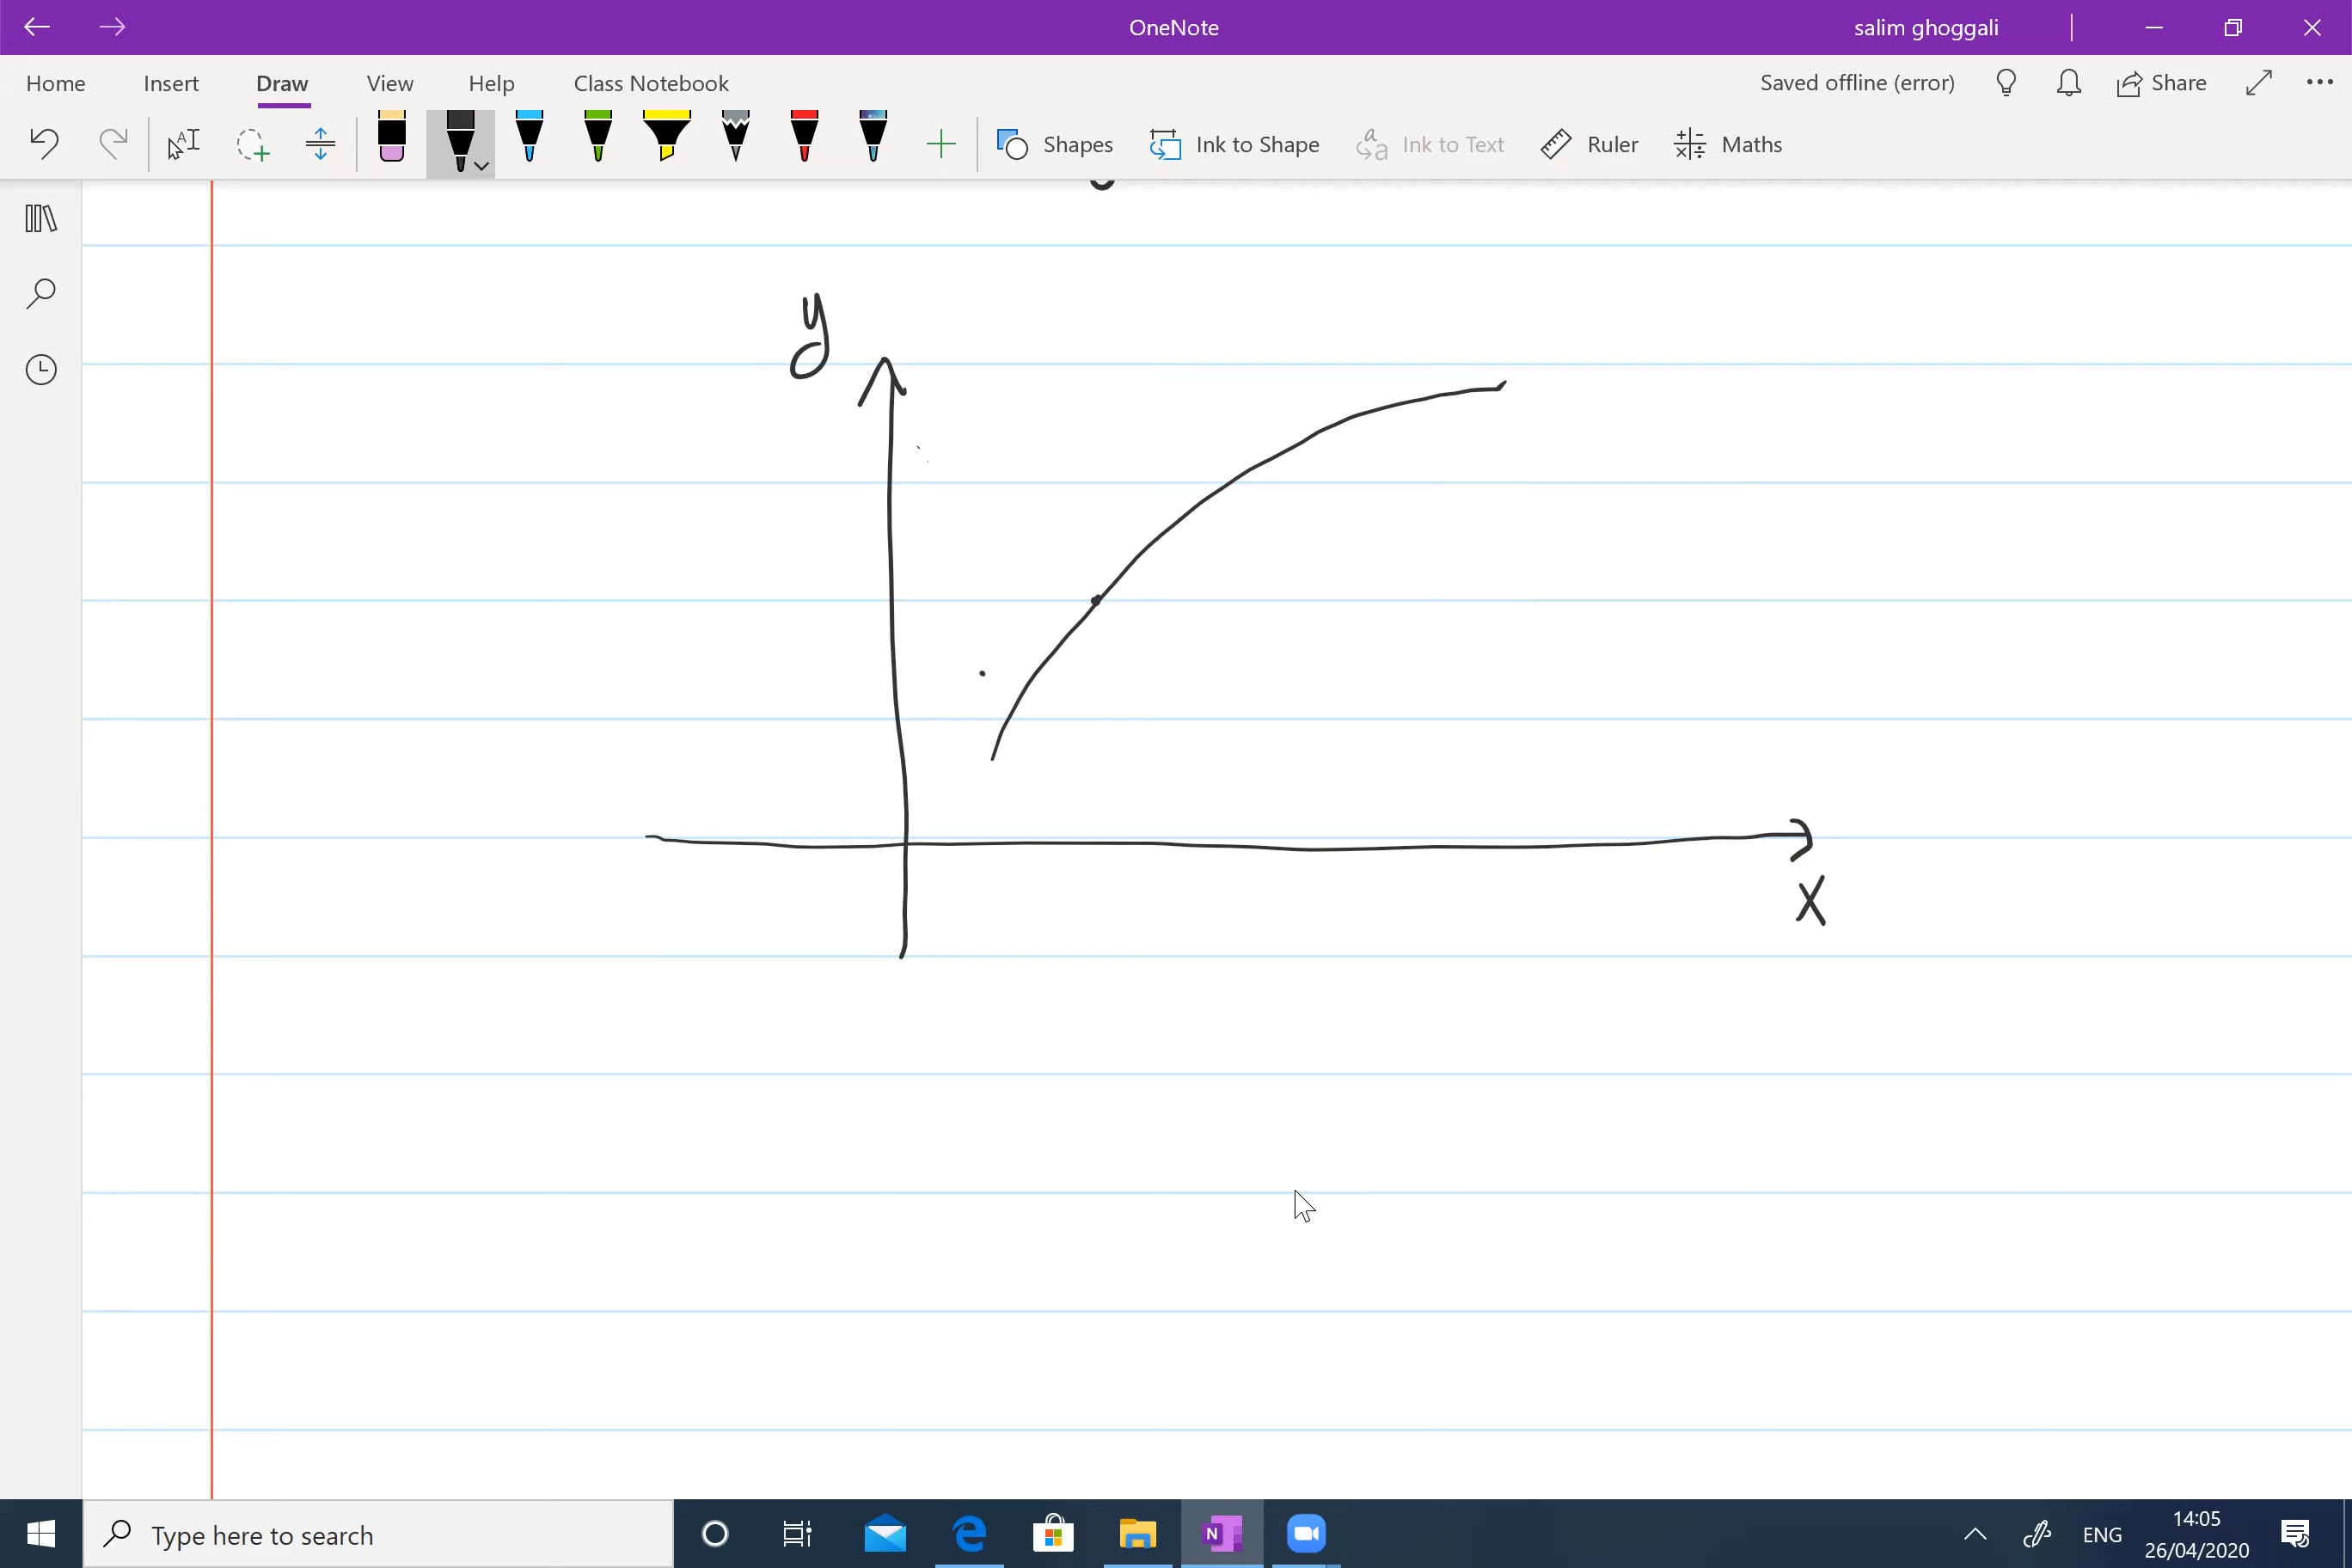 OneNote
salim ghoggali
Home Insert Draw View Help Class Notebook
Saved offline (error) Share
Shapes Ink to Shape Ink to Text Ruler Maths
y
x
Type here to search
ENG
14:05
26/04/2020